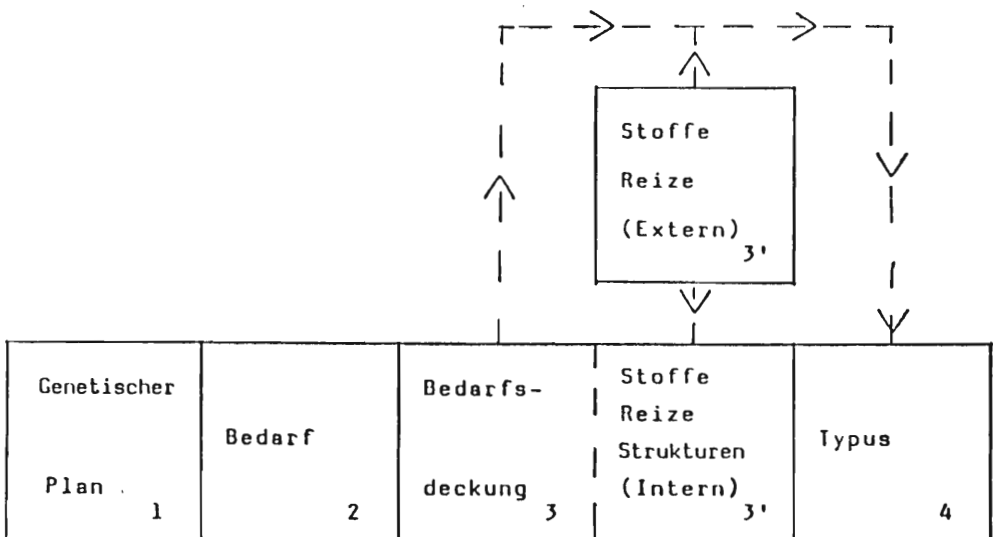 Stoffe
Reize
(Extern)
3'
Genetischer
Plan
1
Bedarf
2
Bedarfs-
deckung
3
Stoffe
Reize
Strukturen
(Intern)
3'
Typus
4